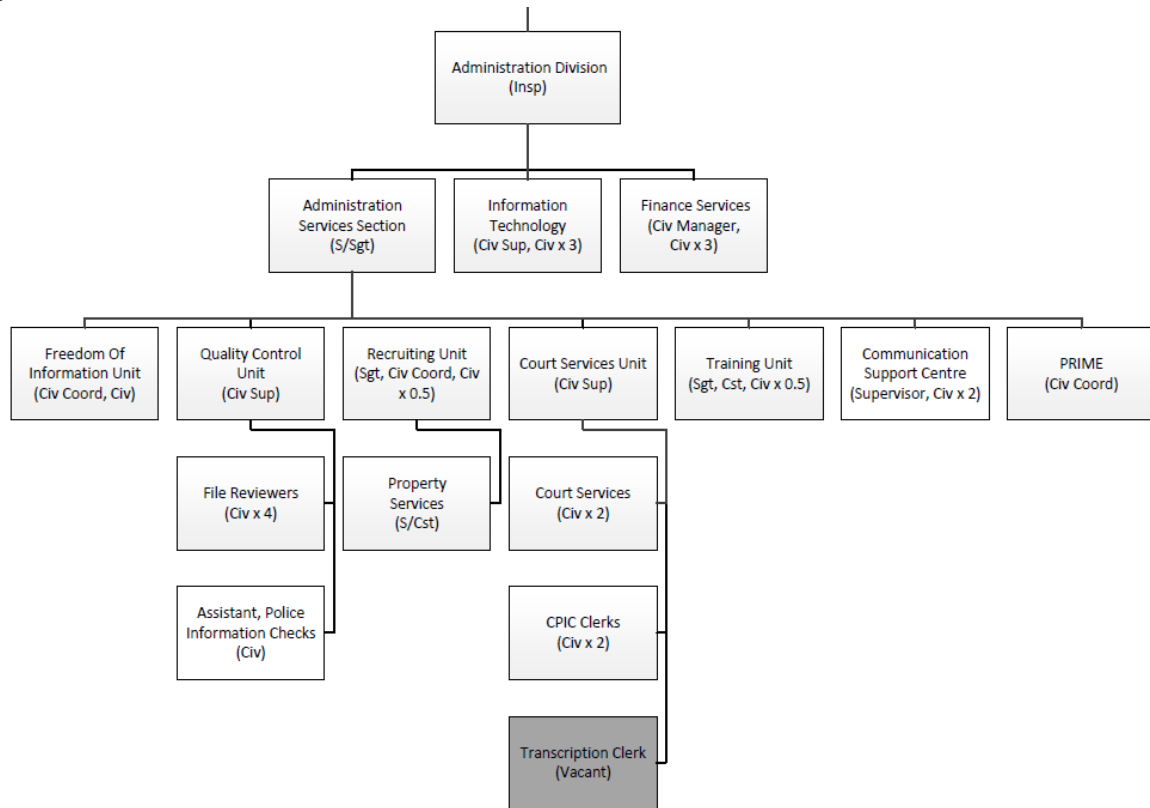 Administration Division
(Insp)
Administration
Services Section
(S/Sgt)
Information
Technology
(Civ Sup, Civ x 3)
Finance Services
(Civ Manager,
Civ x 3)
Freedom Of
Information Unit
(Civ Coord, Civ)
Quality Control
Unit
(Civ Sup)
Recruiting Unit
(Sgt, Civ Coord, Civ
x 0.5)
Court Services Unit
(Civ Sup)
Training Unit
(Sgt, Cst, Civ x 0.5)
Communication
Support Centre
(Supervisor, Civ x 2)
PRIME
(Civ Coord)
File Reviewers
(Civ x 4)
Property
Services
(S/Cst)
Court Services
(Civ x 2)
Assistant, Police
Information Checks
(Civ)
CPIC Clerks
(Civ x 2)
Transcription Clerk
(Vacant)